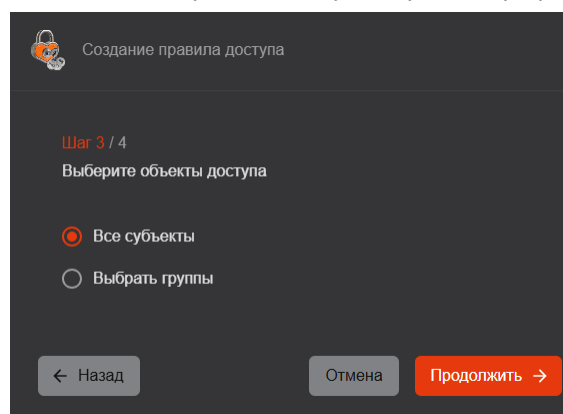 Создание правила доступа
Шаг 3 / 4
Выберите объекты доступа
Все субъекты
Выбрать группы
Назад
Отмена
Продолжить